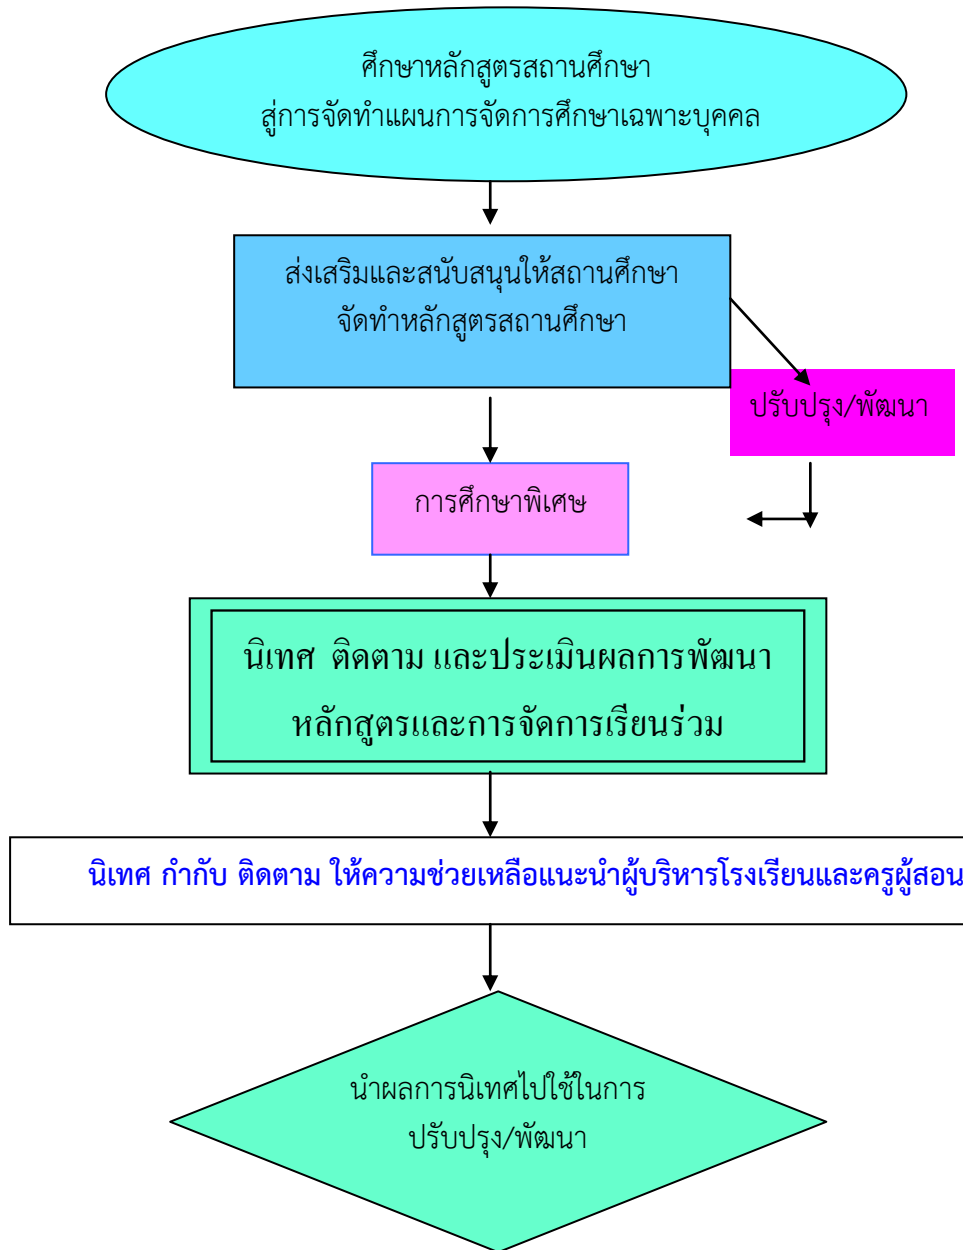 ศึกษาหลักสูตรสถานศึกษา
สู่การจัดทำแผนการจัดการศึกษาเฉพาะบุคคล
ส่งเสริมและสนับสนุนให้สถานศึกษา
จัดทำหลักสูตรสถานศึกษา
ปรับปรุง/พัฒนา
การศึกษาพิเศษ
นิเทศ ติดตาม และประเมินผลการพัฒนา
หลักสูตรและการจัดการเรียนร่วม
นิเทศ กำกับ ติดตาม ให้ความช่วยเหลือแนะนำผู้บริหารโรงเรียนและครูผู้สอน
นำผลการนิเทศไปใช้ในการ
ปรับปรุง/พัฒนา